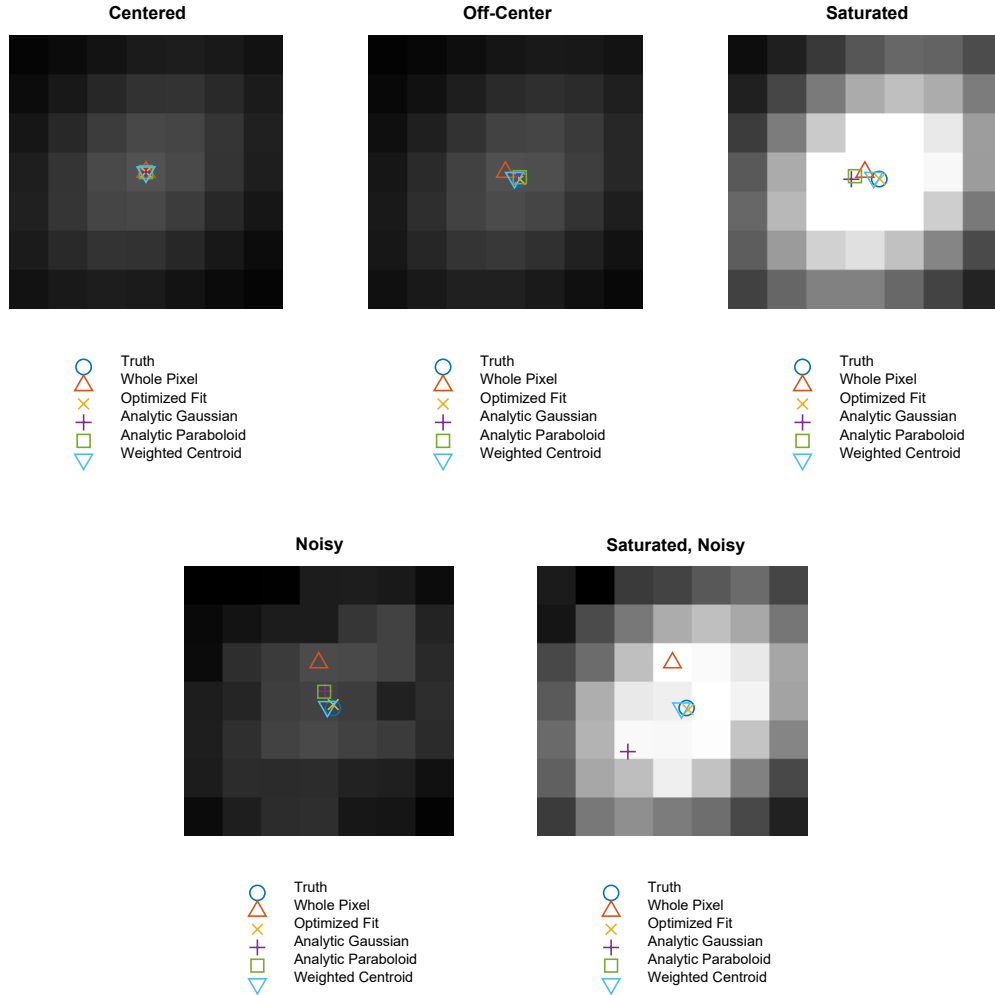 Centered
Off-Center
Saturated
Truth
Whole Pixel
Optimized Fit
Analytic Gaussian
Analytic Paraboloid
Weighted Centroid
Truth
Whole Pixel
Optimized Fit
Analytic Gaussian
Analytic Paraboloid
Weighted Centroid
Truth
Whole Pixel
Optimized Fit
Analytic Gaussian
Analytic Paraboloid
Weighted Centroid
Noisy
Saturated, Noisy
Truth
Whole Pixel
Optimized Fit
Analytic Gaussian
Analytic Paraboloid
Weighted Centroid
Truth
Whole Pixel
Optimized Fit
Analytic Gaussian
Analytic Paraboloid
Weighted Centroid